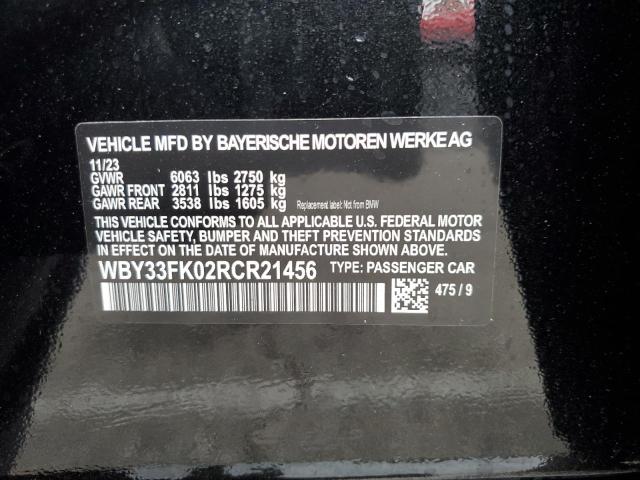 VEHICLE MFD BY BAYERISCHE MOTOREN WERKE AG
11/23
GVWR 6063 lbs 2750 kg
GAWR FRONT 2811 lbs 1275 kg
GAWR REAR 3538 lbs 1605 kg Replacement label: Not from BMW
THIS VEHICLE CONFORMS TO ALL APPLICABLE U.S. FEDERAL MOTOR
VEHICLE SAFETY, BUMPER AND THEFT PREVENTION STANDARDS
IN EFFECT ON THE DATE OF MANUFACTURE SHOWN ABOVE.
WBY33FK02RCR21456 TYPE: PASSENGER CAR
475 / 9